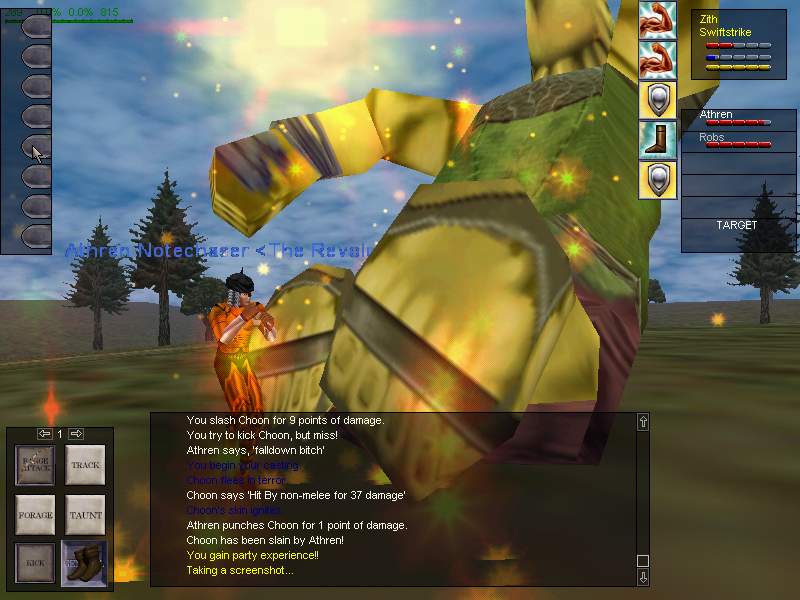 0.0% 815
Zith
Swiftstrike
Athren
Robs
TARGET
Athren Notechaser <The Revolu
You slash Choon for 9 points of damage.
You try to kick Choon, but miss!
Athren says, 'falldown bitch'
You begin your casting.
Choon flees in terror.
Choon says 'Hit By non-melee for 37 damage'
Choon's skin ignites.
Athren punches Choon for 1 point of damage.
Choon has been slain by Athren!
You gain party experience!!
Taking a screenshot...
1
RANGE ATTACK
TRACK
FORAGE
TAUNT
KICK